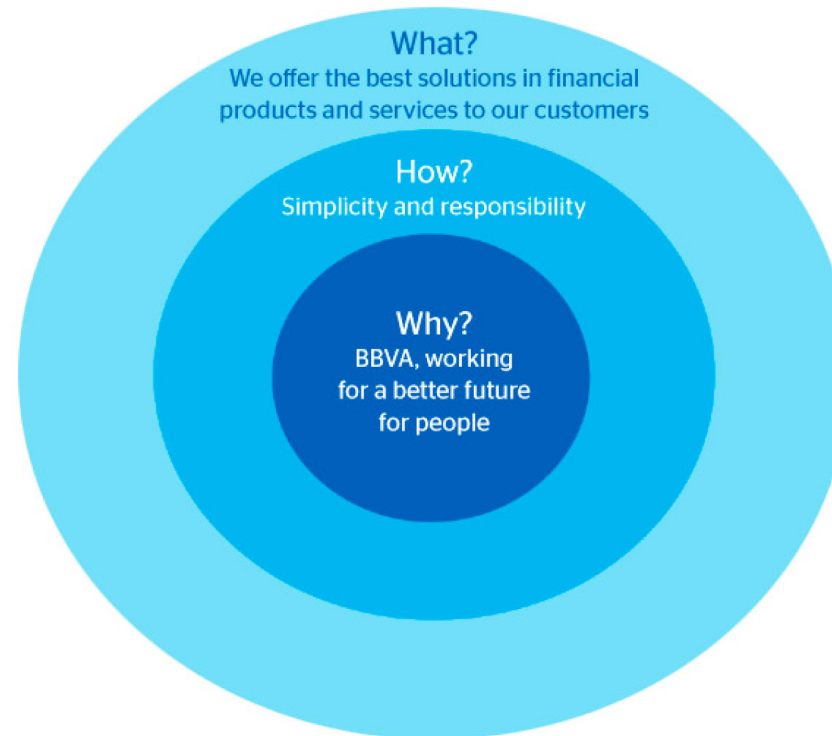 What?
We offer the best solutions in financial
products and services to our customers
How?
Simplicity and responsibility
Why?
BBVA, working
for a better future
for people